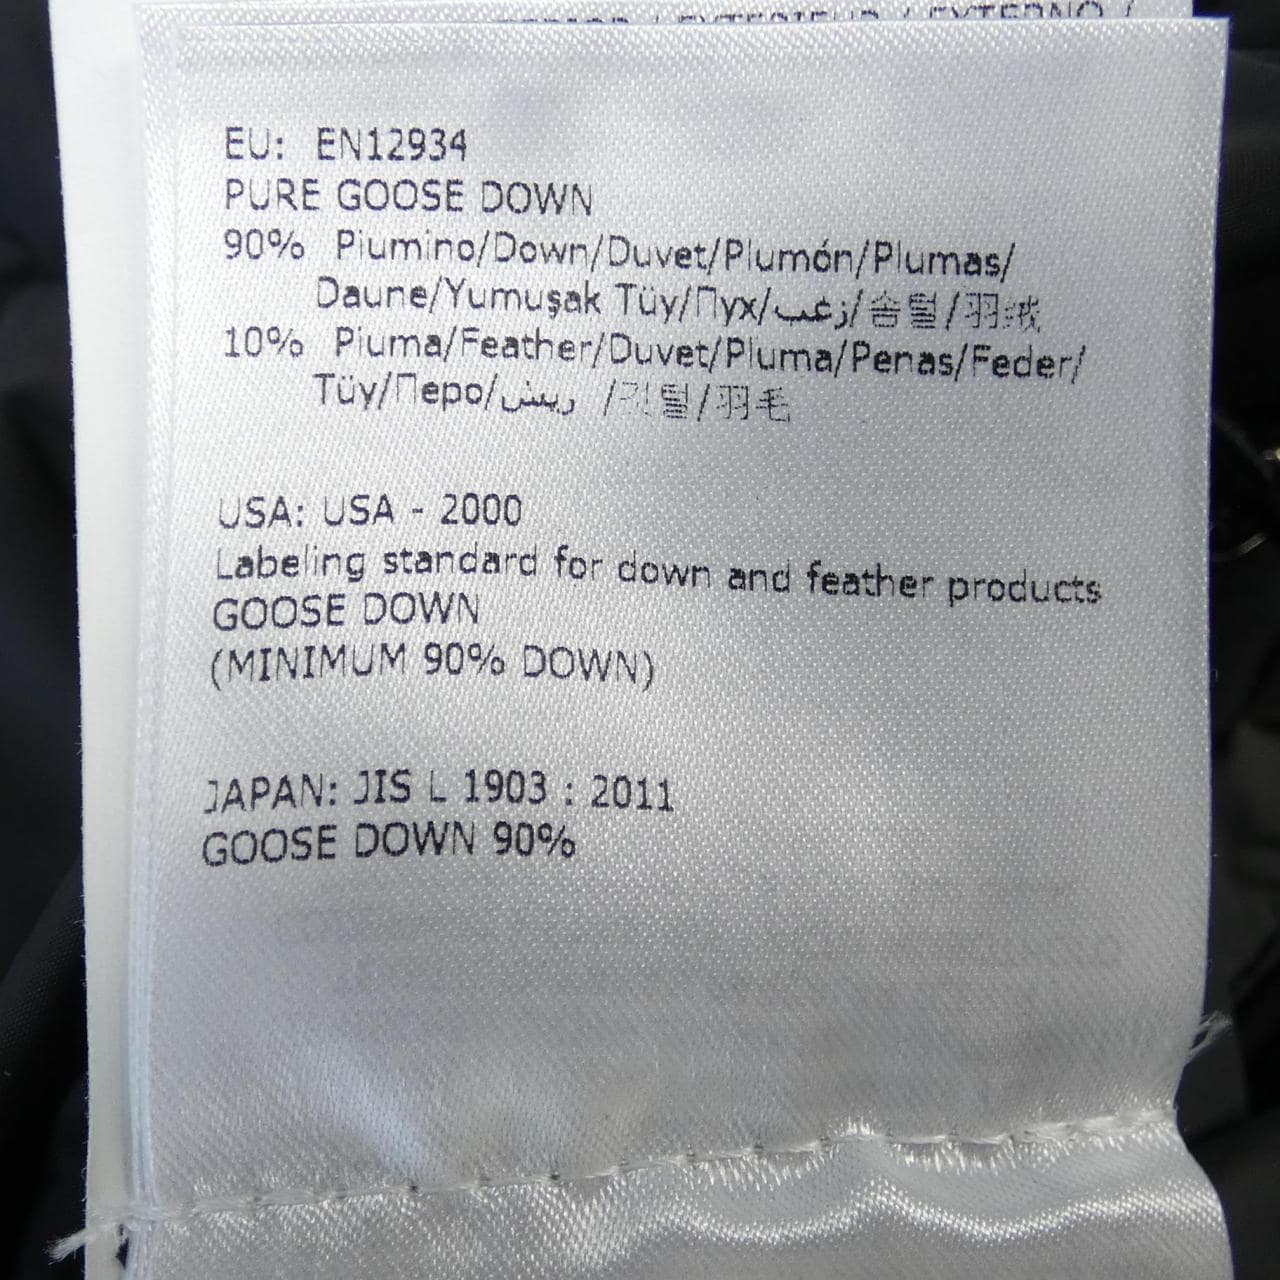 EU: EN12934
PURE GOOSE DOWN
90% Piumino/Down/Duvet/Plumón/Plumas/
Daune/Yumuşak Tüy/Пух/زغب/솜털/羽绒
10% Piuma/Feather/Duvet/Pluma/Penas/Feder/
Tüy/Перо/ريش /깃털/羽毛
USA: USA - 2000
Labeling standard for down and feather products
GOOSE DOWN
(MINIMUM 90% DOWN)
JAPAN: JIS L 1903 : 2011
GOOSE DOWN 90%